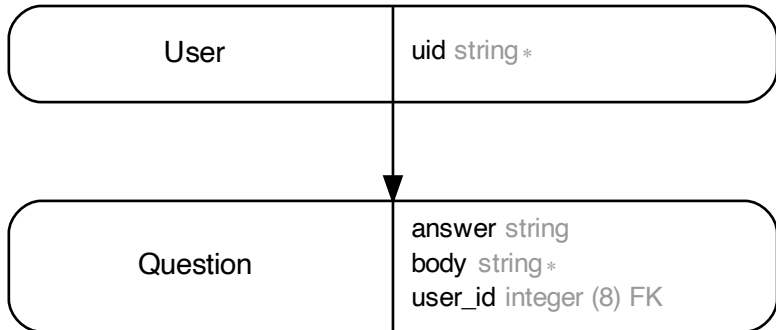 User
uid string *
Question
answer string
body string *
user_id integer (8) FK